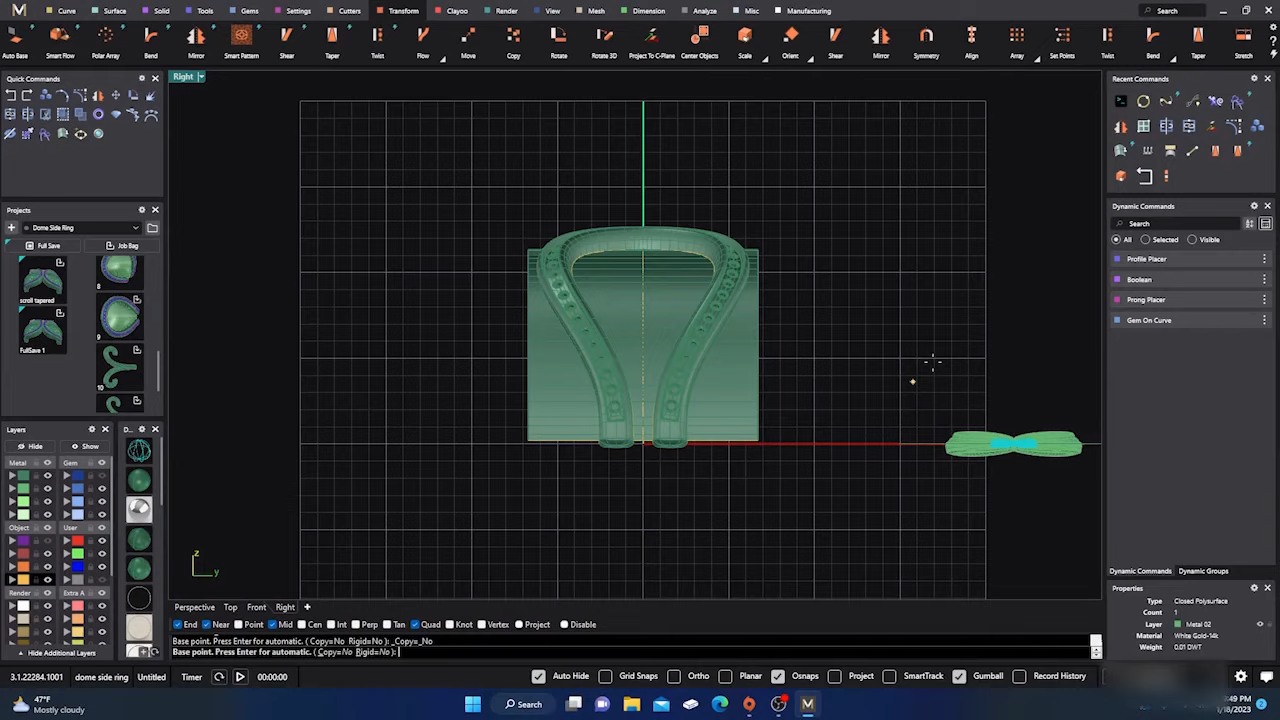 Curve Surface Solid Tools Gems Settings Cutters Transform Clayoo Render View Mesh Dimension Analyze Misc Manufacturing Search
Auto Base Smart Flow Polar Array Bend Mirror Smart Pattern Shear Taper Twist Flow Move Copy Rotate Rotate 3D Project To C-Plane Center Objects Scale Orient Shear Mirror Symmetry Align Array Set Points Twist Bend Taper Stretch
Quick Commands
Right
Recent Commands
Projects
Dome Side Ring
Full Save Job Bag
scroll tapered
FullSave 1
8
9
10
Dynamic Commands
Search
All Selected Visible
Profile Placer
Boolean
Prong Placer
Gem On Curve
Layers
D...
Hide Show
Metal Gem
Object User
Render Extra A
Hide Additional Layers
z
y
Perspective Top Front Right
End Near Point Mid Cen Int Perp Tan Quad Knot Vertex Project Disable
Base point. Press Enter for automatic. ( Copy=No Rigid=No ): _Copy=_No
Base point. Press Enter for automatic. ( Copy=No Rigid=No ):
Dynamic Commands Dynamic Groups
Properties
Type Closed Polysurface
Count 1
Layer Metal 02
Material White Gold-14k
Weight 0.01 DWT
3.1.22284.1001 dome side ring Untitled Timer 00:00:00 Auto Hide Grid Snaps Ortho Planar Osnaps Project SmartTrack Gumball Record History
47°F
Mostly cloudy
Search
:49 PM
/18/2023